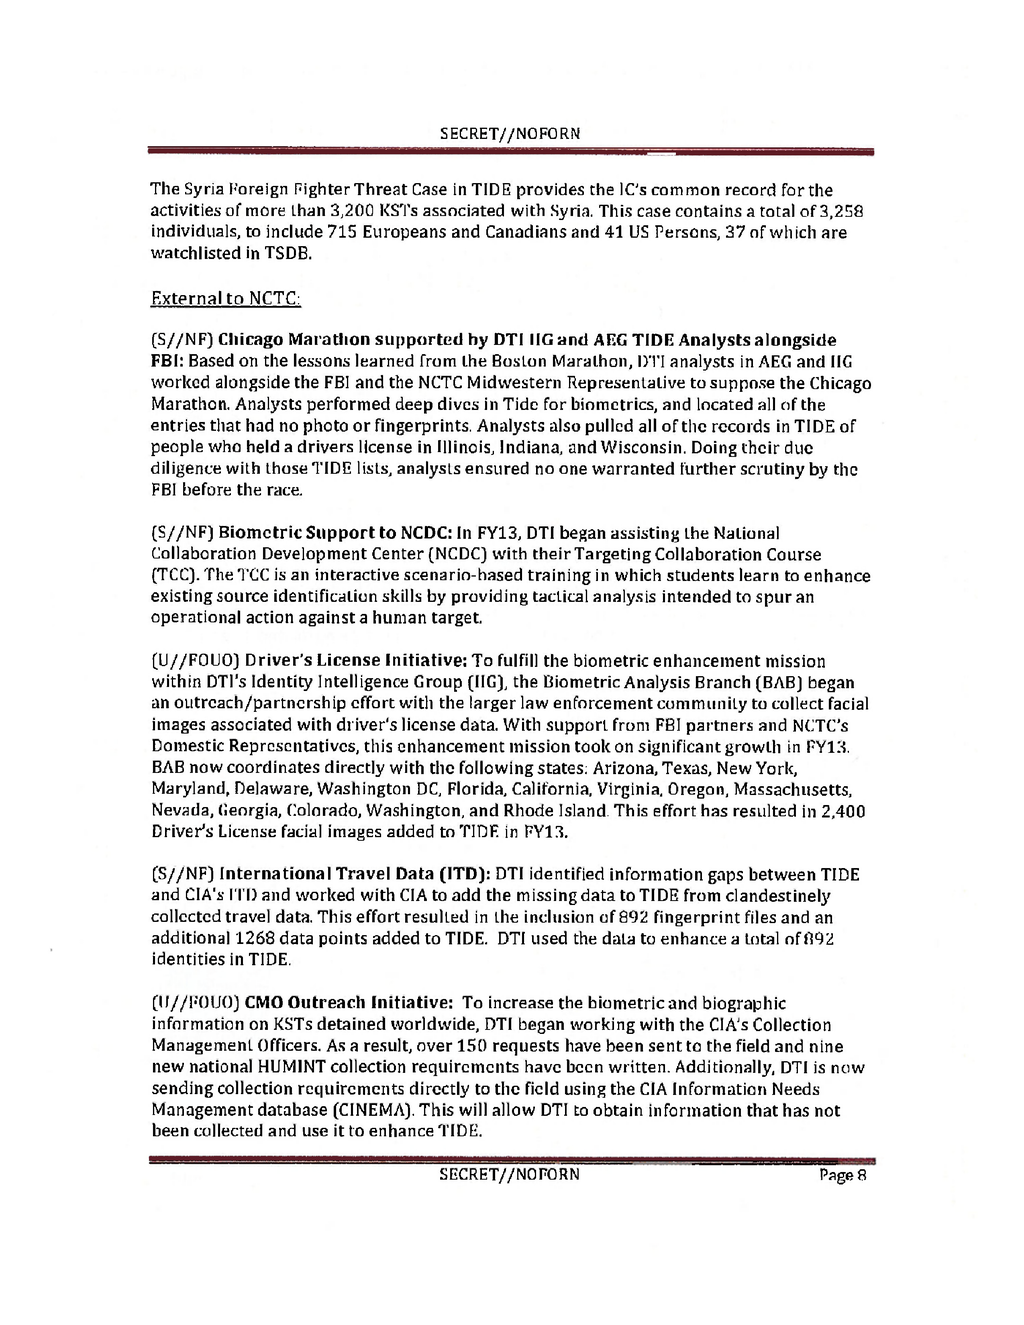 SECRET//NOFORN
The Syria Foreign Fighter Threat Case in TIDE provides the IC's common record for the
activities of more than 3,200 KSTs associated with Syria. This case contains a total of 3,258
individuals, to include 715 Europeans and Canadians and 41 US Persons, 37 of which are
watchlisted in TSDB.
External to NCTC:
(S//NF) Chicago Marathon supported by DTI IIG and AEG TIDE Analysts alongside
FBI: Based on the lessons learned from the Boston Marathon, DTI analysts in AEG and IIG
worked alongside the FBI and the NCTC Midwestern Representative to suppose the Chicago
Marathon. Analysts performed deep dives in Tide for biometrics, and located all of the
entries that had no photo or fingerprints. Analysts also pulled all of the records in TIDE of
people who held a drivers license in Illinois, Indiana, and Wisconsin. Doing their due
diligence with those TIDE lists, analysts ensured no one warranted further scrutiny by the
FBI before the race.
(S//NF) Biometric Support to NCDC: In FY13, DTI began assisting the National
Collaboration Development Center (NCDC) with their Targeting Collaboration Course
(TCC). The TCC is an interactive scenario-based training in which students learn to enhance
existing source identification skills by providing tactical analysis intended to spur an
operational action against a human target.
(U//FOUO) Driver's License Initiative: To fulfill the biometric enhancement mission
within DTI's Identity Intelligence Group (IIG), the Biometric Analysis Branch (BAB) began
an outreach/partnership effort with the larger law enforcement community to collect facial
images associated with driver's license data. With support from FBI partners and NCTC's
Domestic Representatives, this enhancement mission took on significant growth in FY13.
BAB now coordinates directly with the following states: Arizona, Texas, New York,
Maryland, Delaware, Washington DC, Florida, California, Virginia, Oregon, Massachusetts,
Nevada, Georgia, Colorado, Washington, and Rhode Island. This effort has resulted in 2,400
Driver's License facial images added to TIDE in FY13.
(S//NF) International Travel Data (ITD): DTI identified information gaps between TIDE
and CIA's ITD and worked with CIA to add the missing data to TIDE from clandestinely
collected travel data. This effort resulted in the inclusion of 892 fingerprint files and an
additional 1268 data points added to TIDE. DTI used the data to enhance a total of 892
identities in TIDE.
(U//FOUO) CMO Outreach Initiative: To increase the biometric and biographic
information on KSTs detained worldwide, DTI began working with the CIA's Collection
Management Officers. As a result, over 150 requests have been sent to the field and nine
new national HUMINT collection requirements have been written. Additionally, DTI is now
sending collection requirements directly to the field using the CIA Information Needs
Management database (CINEMA). This will allow DTI to obtain information that has not
been collected and use it to enhance TIDE.
SECRET//NOFORN Page 8